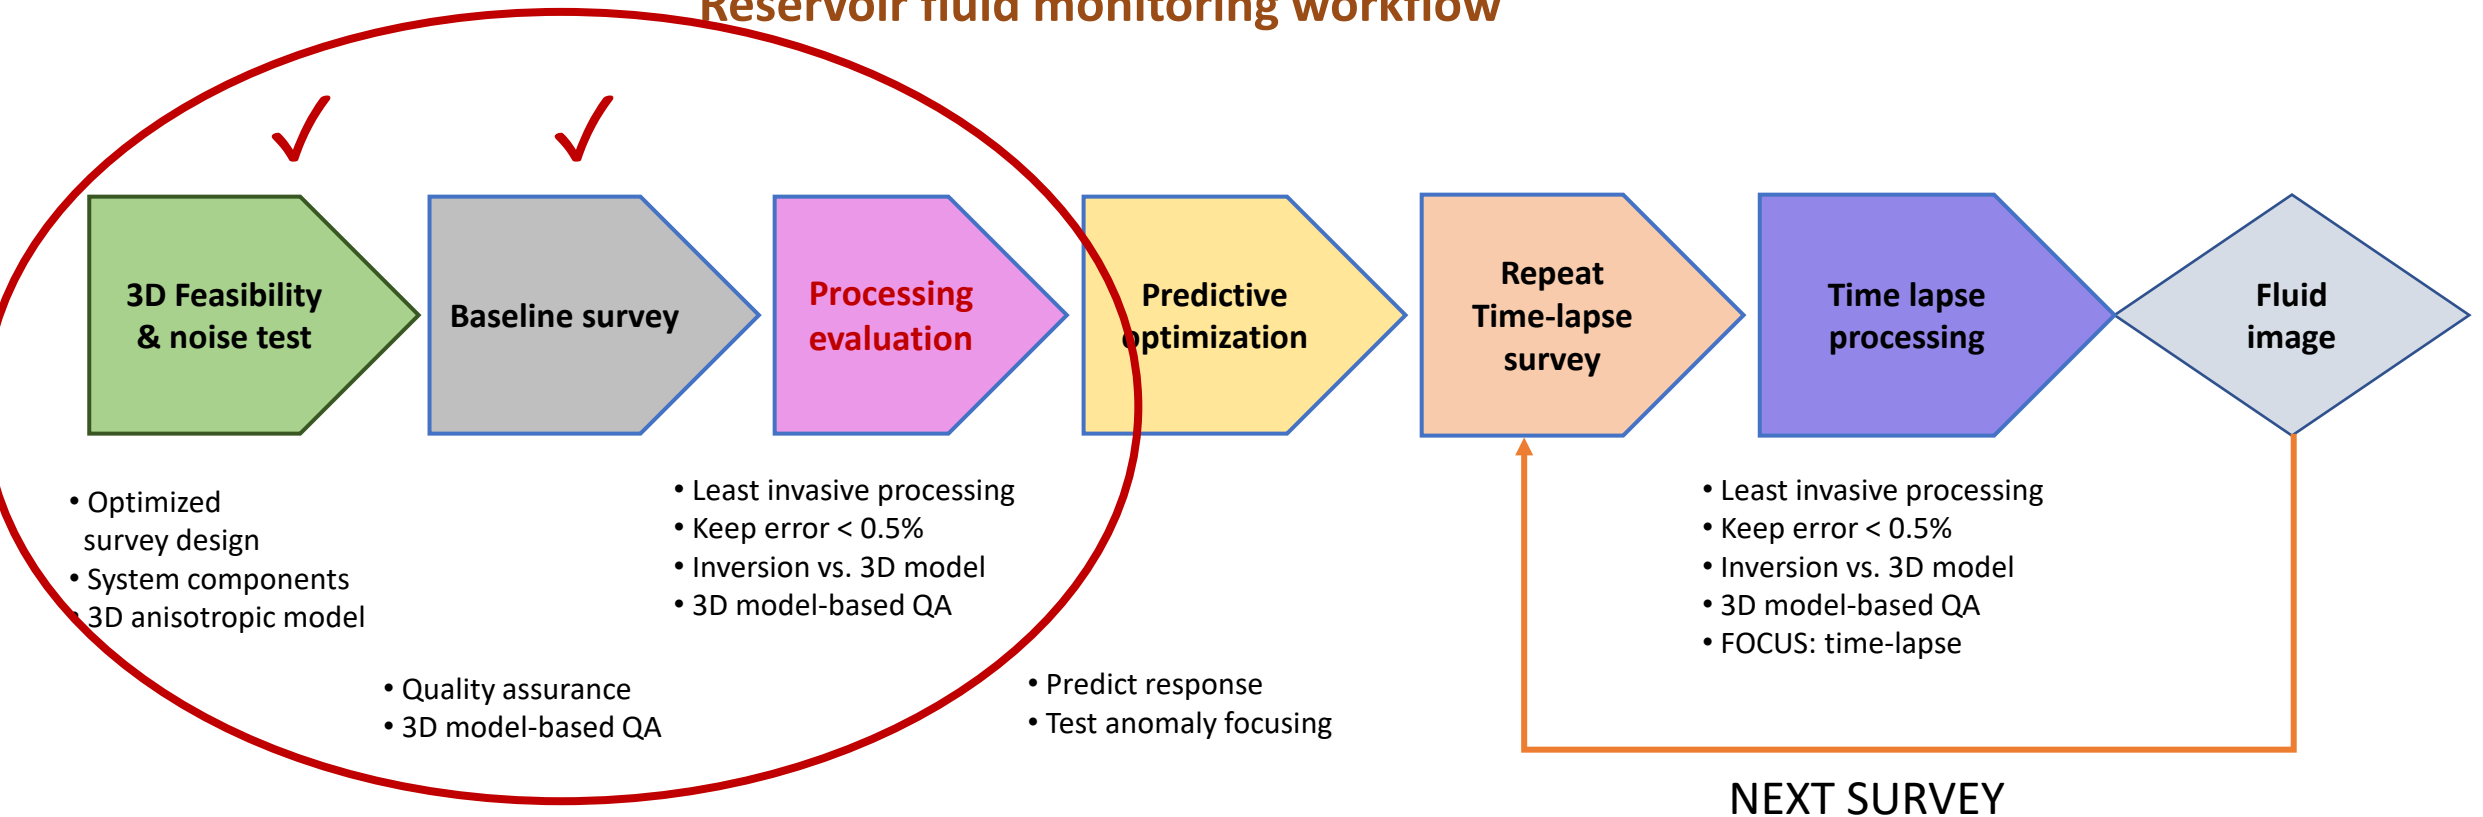 Reservoir fluid monitoring workflow
3D Feasibility
& noise test
Baseline survey
Processing
evaluation
Predictive
optimization
Repeat
Time-lapse
survey
Time lapse
processing
Fluid
image
• Optimized
survey design
• System components
• 3D anisotropic model
• Quality assurance
• 3D model-based QA
• Least invasive processing
• Keep error < 0.5%
• Inversion vs. 3D model
• 3D model-based QA
• Predict response
• Test anomaly focusing
• Least invasive processing
• Keep error < 0.5%
• Inversion vs. 3D model
• 3D model-based QA
• FOCUS: time-lapse
NEXT SURVEY